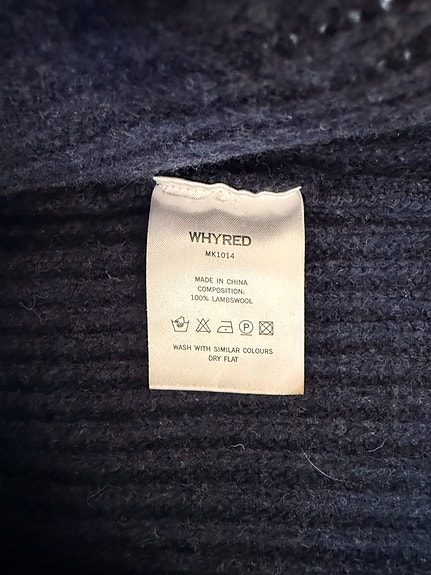 WHYRED
MK1014
MADE IN CHINA
COMPOSITION:
100% LAMBSWOOL
P
WASH WITH SIMILAR COLOURS
DRY FLAT